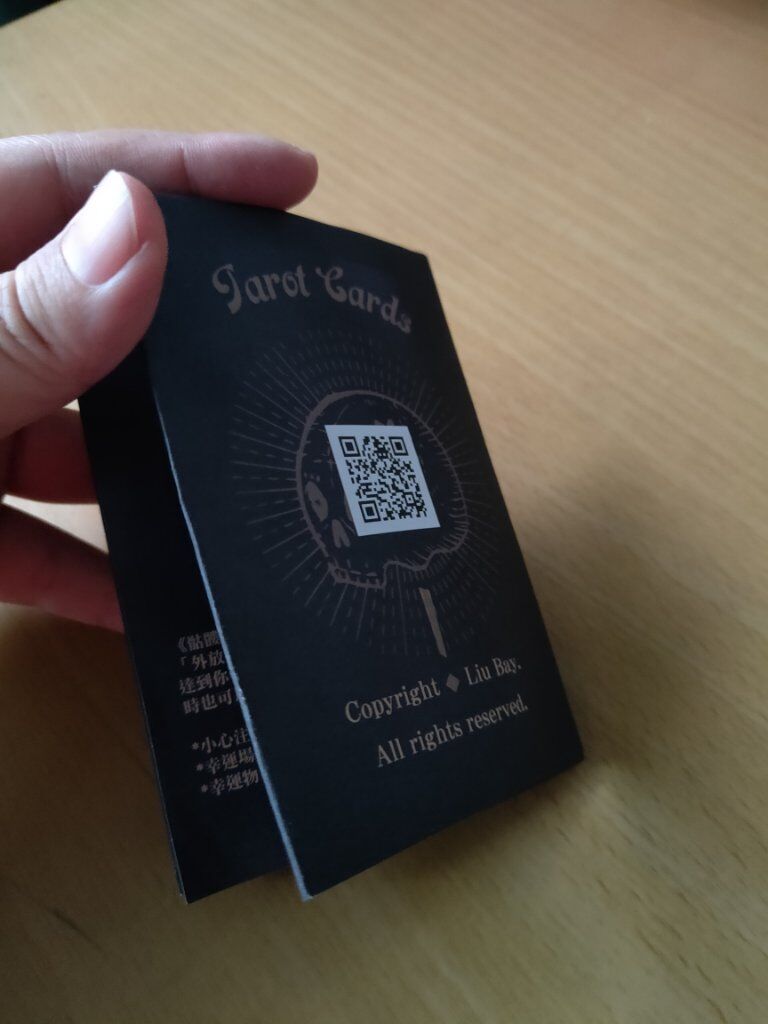 Tarot Cards
Copyright ◆ Liu Bay.
All rights reserved.
《骷髏
「外放
達到你
時也可
*小心注
*幸運場
*幸運物